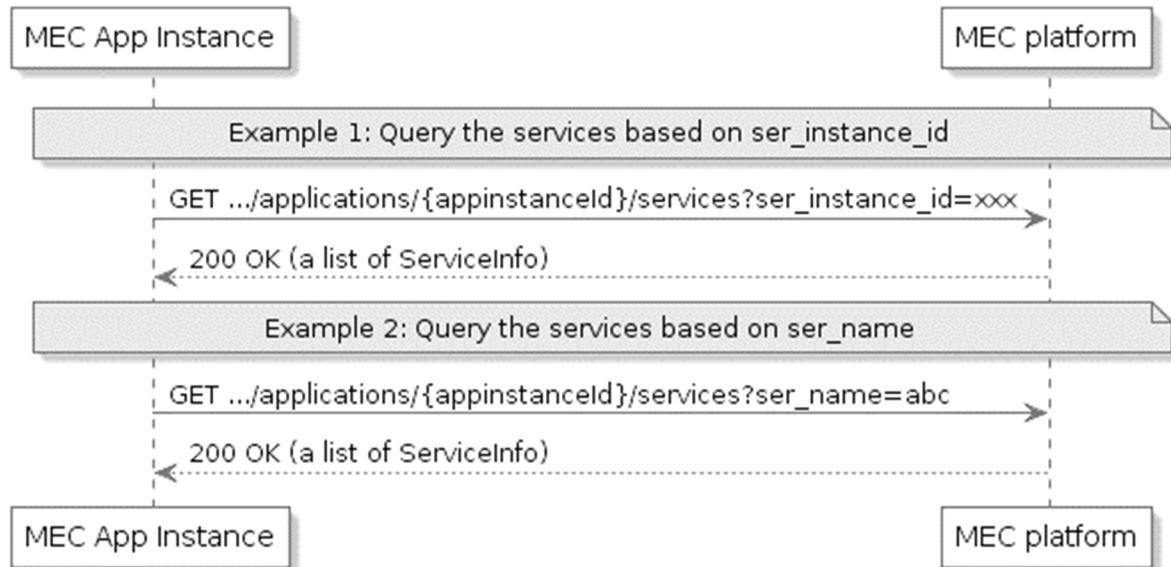 MEC App Instance
MEC platform
Example 1: Query the services based on ser_instance_id
GET .../applications/{appinstanceId}/services?ser_instance_id=xxx
200 OK (a list of ServiceInfo)
Example 2: Query the services based on ser_name
GET .../applications/{appinstanceId}/services?ser_name=abc
200 OK (a list of ServiceInfo)
MEC App Instance
MEC platform